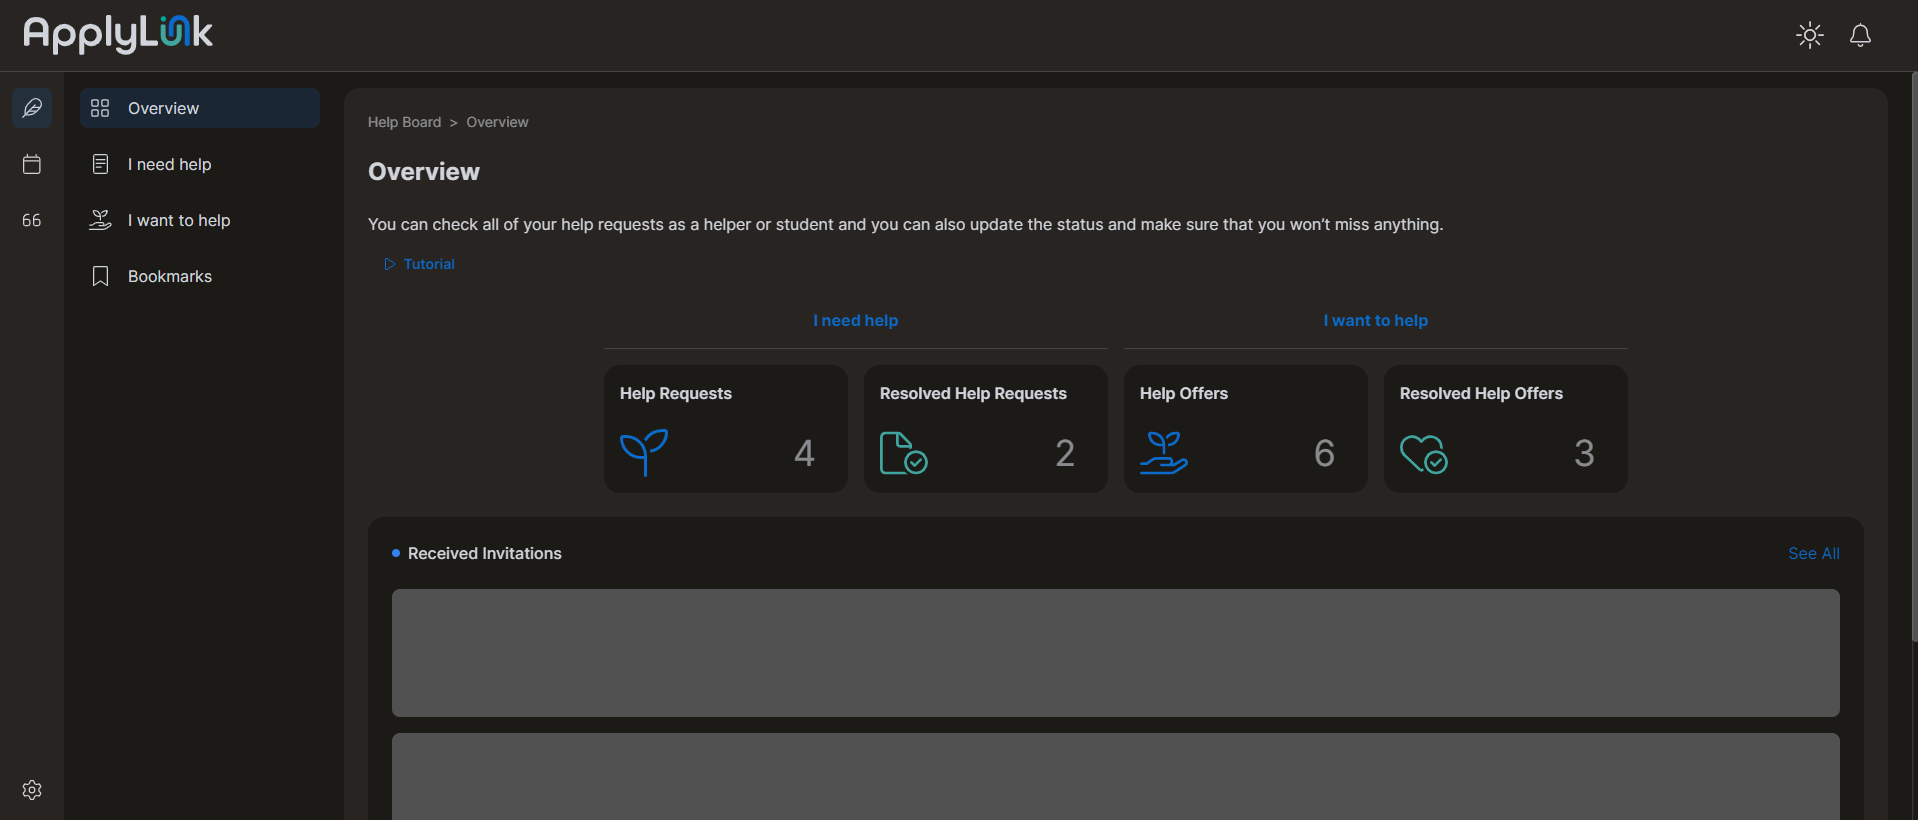 ApplyLink
Overview
I need help
I want to help
Bookmarks
Help Board > Overview
Overview
You can check all of your help requests as a helper or student and you can also update the status and make sure that you won’t miss anything.
Tutorial
I need help
I want to help
Help Requests
4
Resolved Help Requests
2
Help Offers
6
Resolved Help Offers
3
Received Invitations
See All